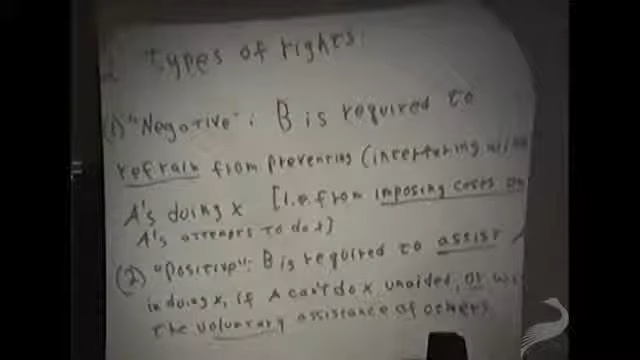 Types of rights:
(1) "Negative": B is required to
refrain from preventing (interfering with
A's doing x [i.e. from imposing costs on
A's attempts to do x]
(2) "Positive": B is required to assist A
in doing x, if A can't do x unaided, or
the voluntary assistance of others.